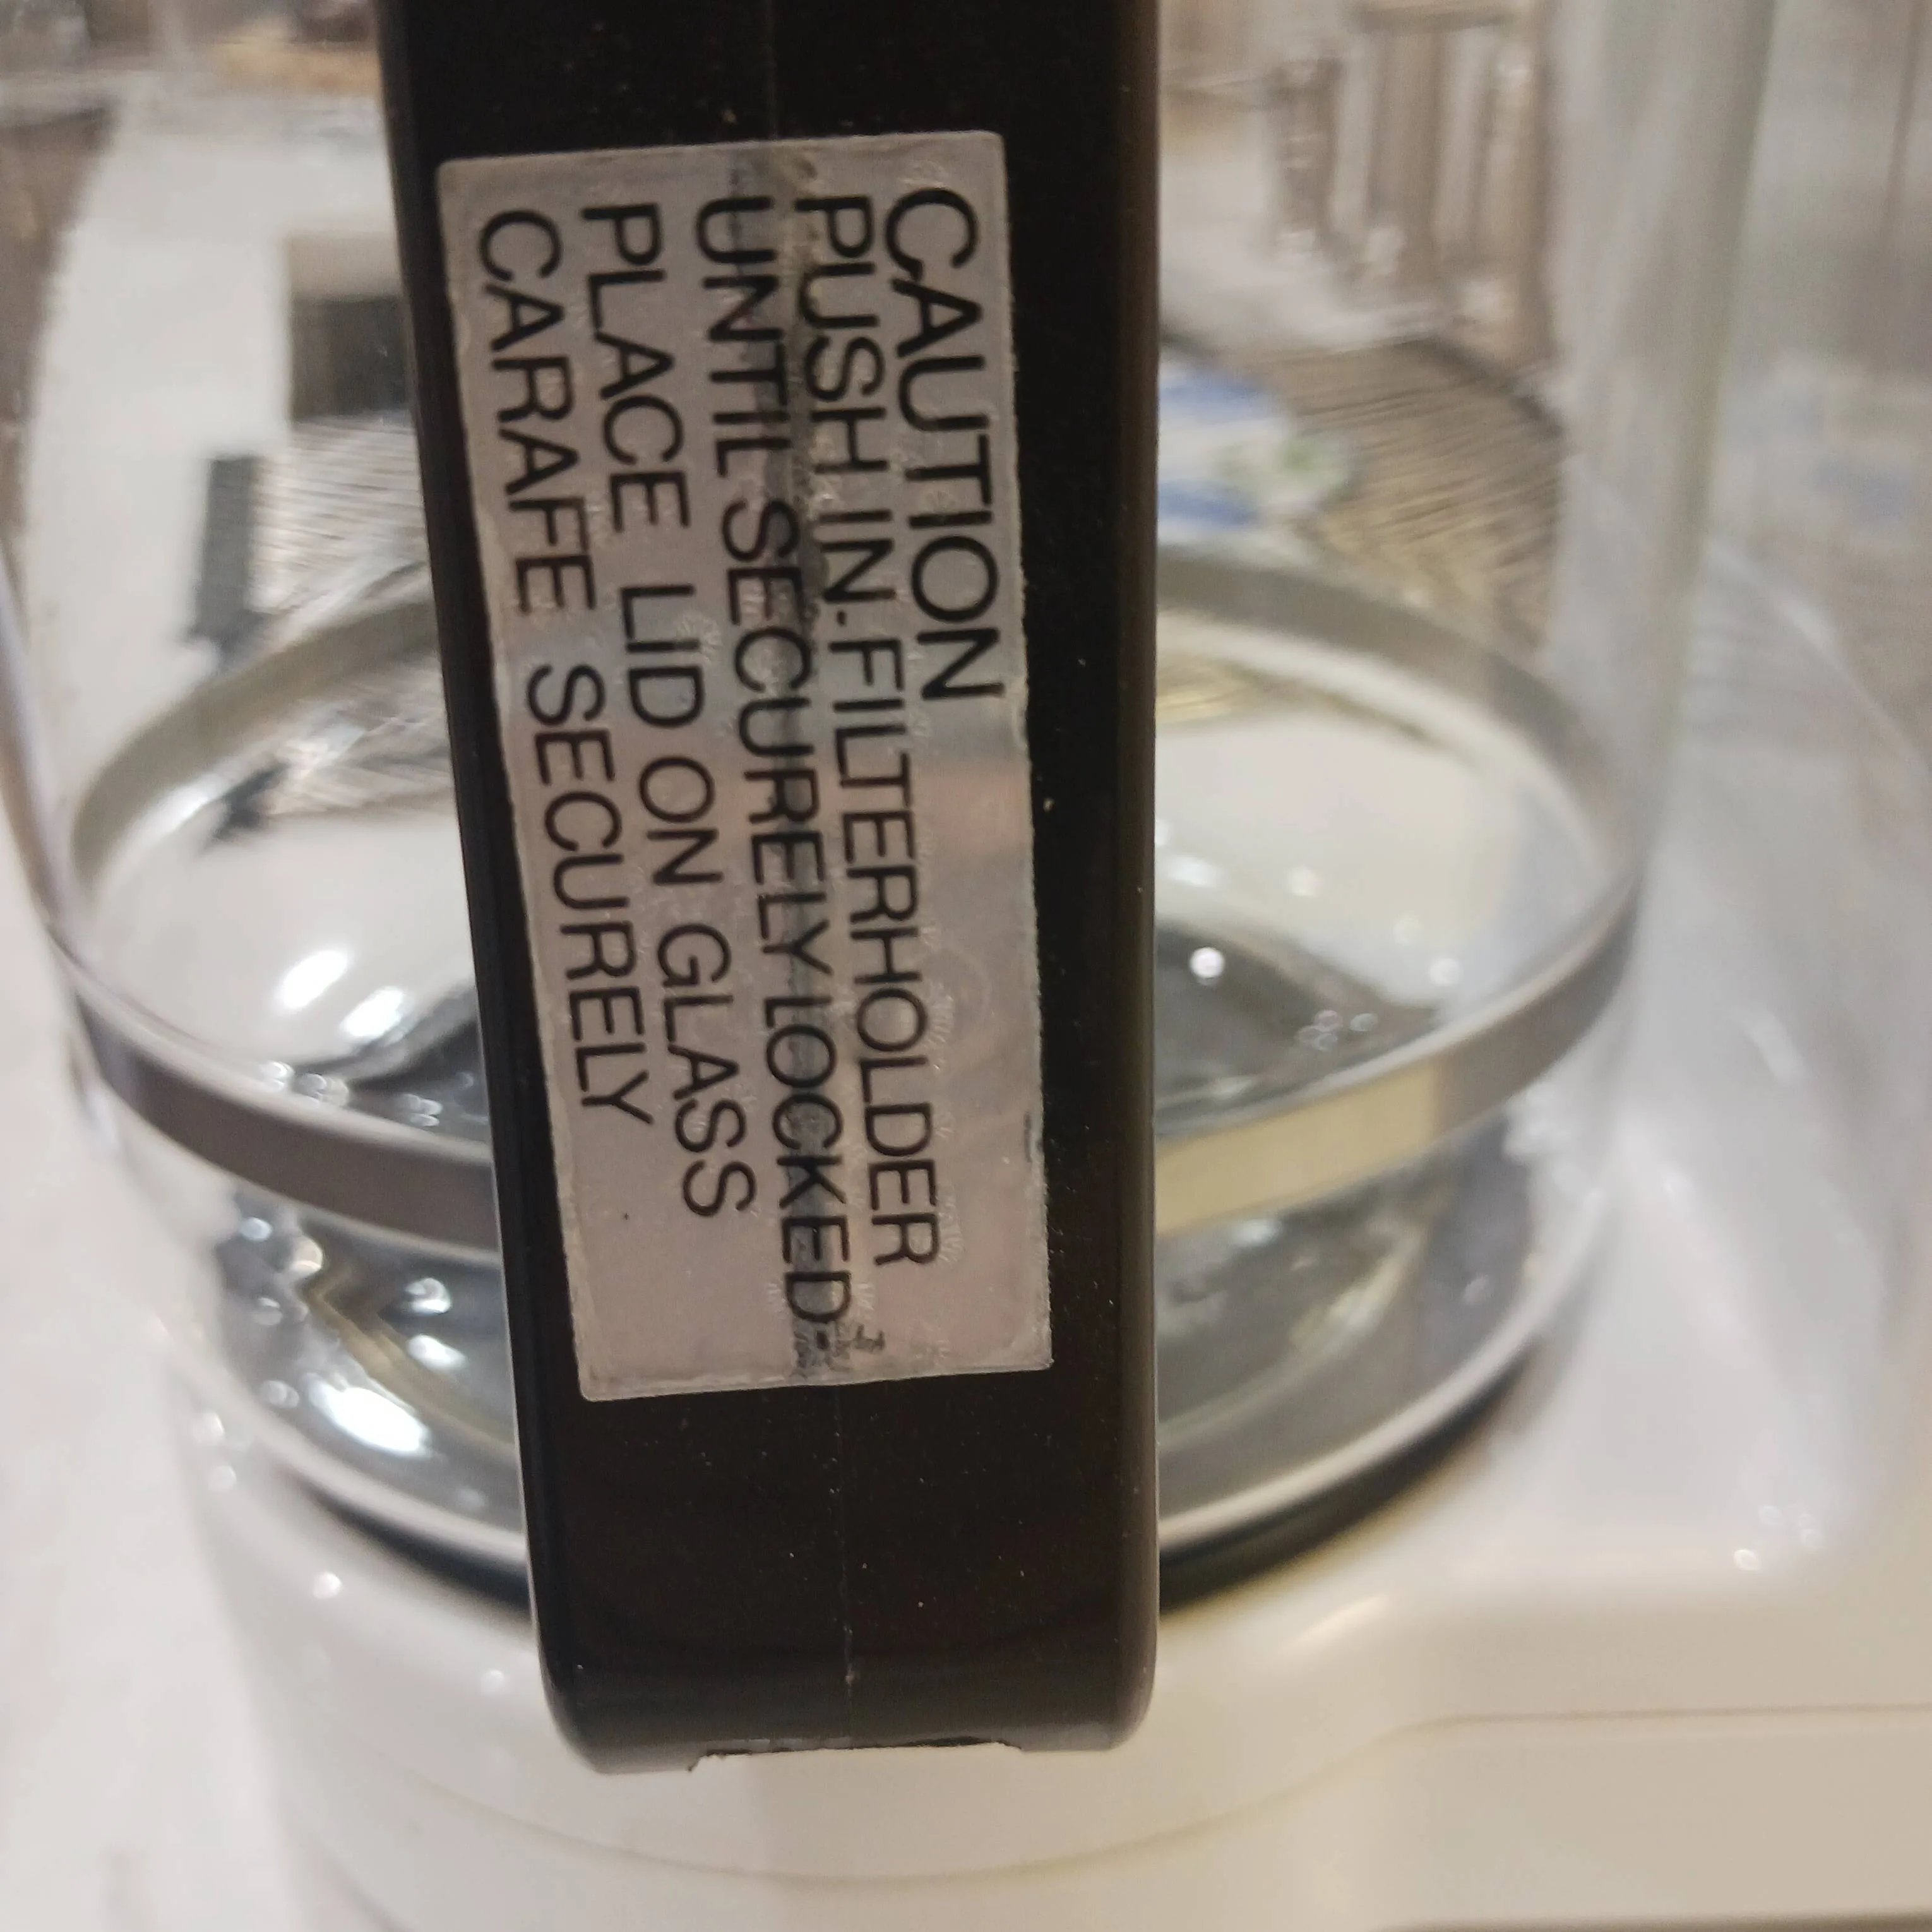 CAUTION
PUSH IN FILTERHOLDER
UNTIL SECURELY LOCKED
PLACE LID ON GLASS
CARAFE SECURELY